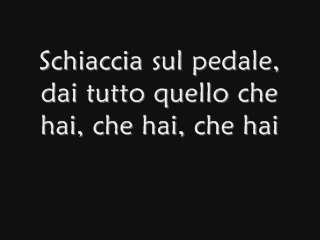 Schiaccia sul pedale,
dai tutto quello che
hai, che hai, che hai